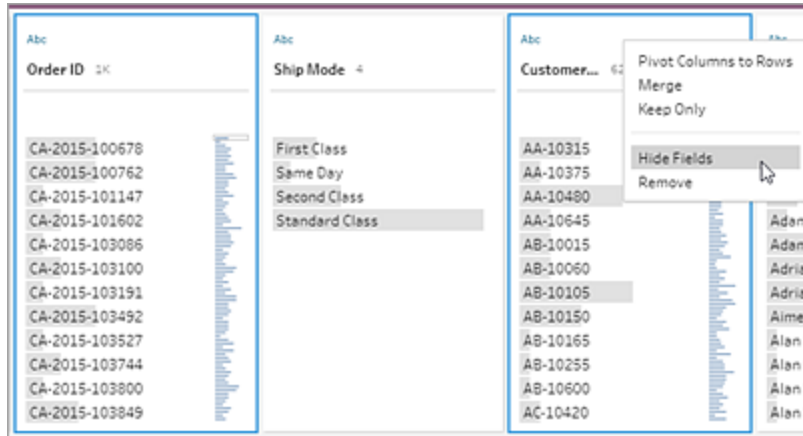 Abc
Order ID 1K
CA-2015-100678
CA-2015-100762
CA-2015-101147
CA-2015-101602
CA-2015-103086
CA-2015-103100
CA-2015-103191
CA-2015-103492
CA-2015-103527
CA-2015-103744
CA-2015-103800
CA-2015-103849
Abc
Ship Mode 4
First Class
Same Day
Second Class
Standard Class
Abc
Customer...
AA-10315
AA-10375
AA-10480
AA-10645
AB-10015
AB-10060
AB-10105
AB-10150
AB-10165
AB-10255
AB-10600
AC-10420
Pivot Columns to Rows
Merge
Keep Only
Hide Fields
Remove
Alan
Alan
Alan
Alan